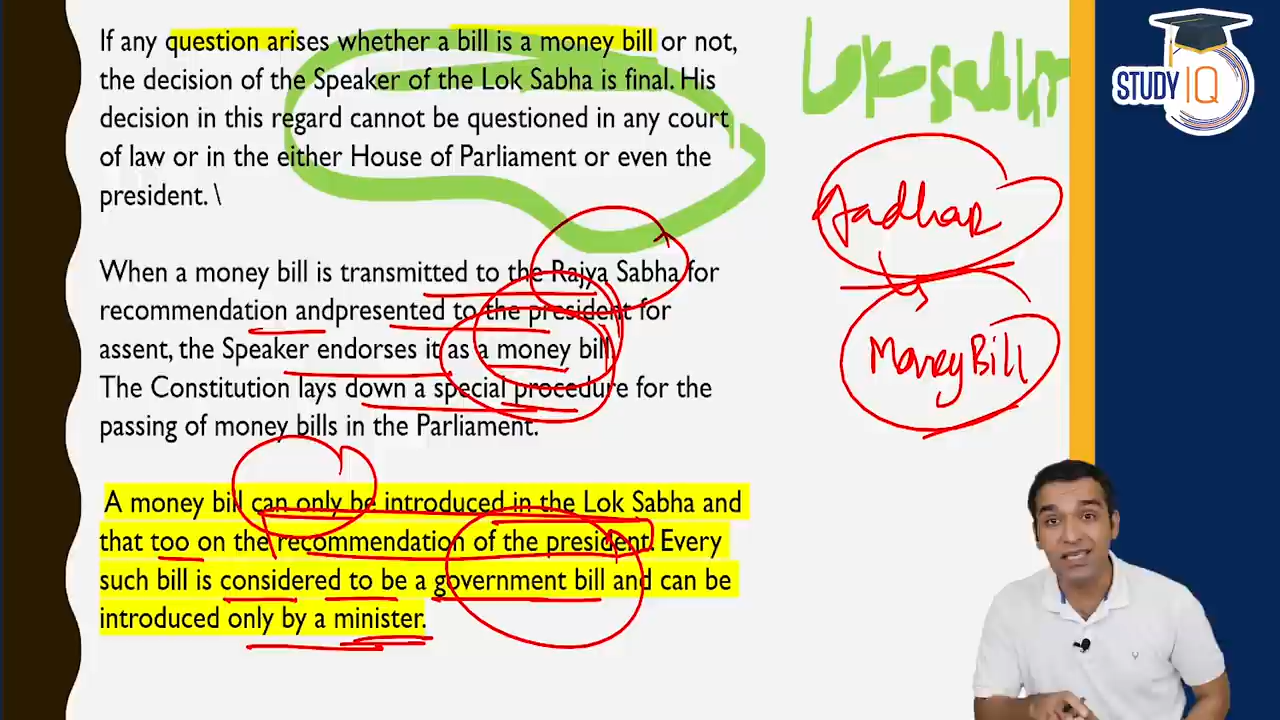 If any question arises whether a bill is a money bill or not,
the decision of the Speaker of the Lok Sabha is final. His
decision in this regard cannot be questioned in any court
of law or in the either House of Parliament or even the
president. \
When a money bill is transmitted to the Rajya Sabha for
recommendation andpresented to the president for
assent, the Speaker endorses it as a money bill.
The Constitution lays down a special procedure for the
passing of money bills in the Parliament.
A money bill can only be introduced in the Lok Sabha and
that too on the recommendation of the president. Every
such bill is considered to be a government bill and can be
introduced only by a minister.
Lok-sabha
Aadhar
Money Bill
STUDY IQ